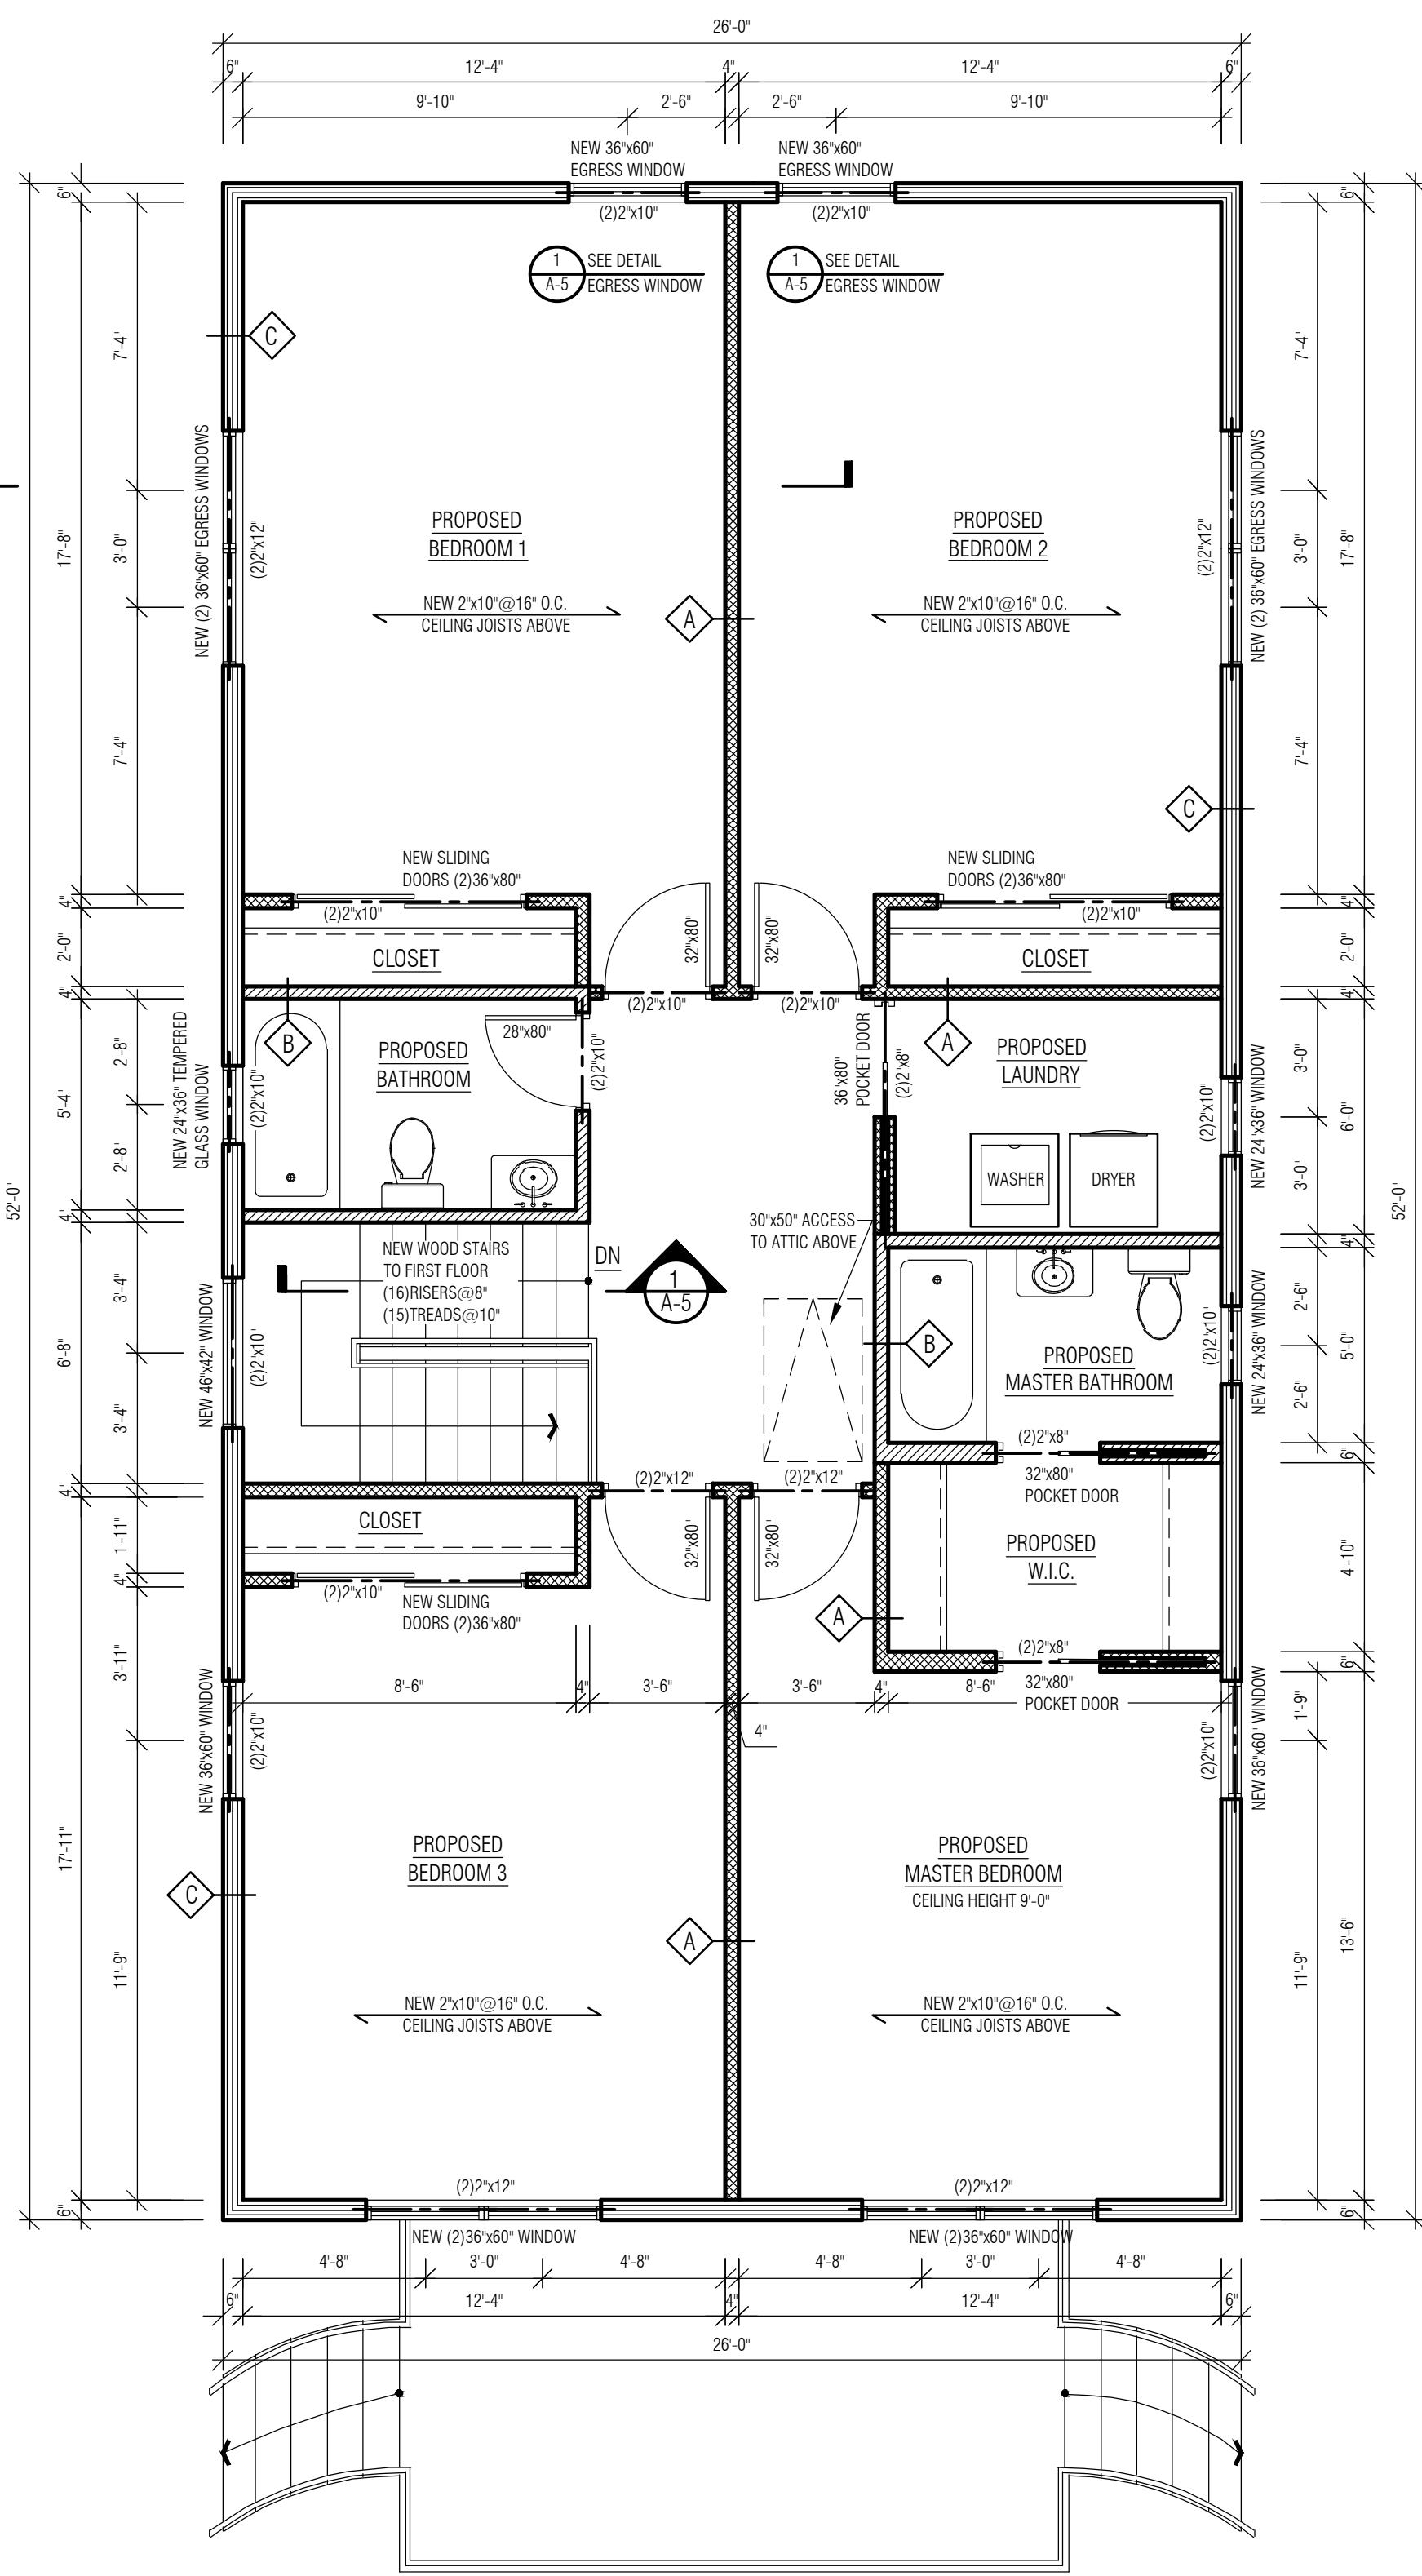 26'-0"
6"
12'-4"
4"
12'-4"
6"
9'-10"
2'-6"
2'-6"
9'-10"
NEW 36"x60"
EGRESS WINDOW
NEW 36"x60"
EGRESS WINDOW
(2)2"x10"
(2)2"x10"
6"
6"
1
A-5
SEE DETAIL
EGRESS WINDOW
1
A-5
SEE DETAIL
EGRESS WINDOW
C
7'-4"
7'-4"
NEW (2) 36"x60" EGRESS WINDOWS
(2)2"x12"
3'-0"
17'-8"
PROPOSED
BEDROOM 1
NEW 2"x10"@16" O.C.
CEILING JOISTS ABOVE
A
PROPOSED
BEDROOM 2
NEW 2"x10"@16" O.C.
CEILING JOISTS ABOVE
(2)2"x12"
NEW (2) 36"x60" EGRESS WINDOWS
3'-0"
17'-8"
7'-4"
7'-4"
C
NEW SLIDING
DOORS (2)36"x80"
(2)2"x10"
NEW SLIDING
DOORS (2)36"x80"
(2)2"x10"
4"
4"
2'-0"
2'-0"
CLOSET
32"x80"
32"x80"
CLOSET
4"
4"
(2)2"x10"
(2)2"x10"
B
28"x80"
PROPOSED
BATHROOM
(2)2"x10"
(2)2"x10"
NEW 24"x36" TEMPERED
GLASS WINDOW
2'-8"
5'-4"
2'-8"
36"x80"
POCKET DOOR
(2)2"x8"
A
PROPOSED
LAUNDRY
(2)2"x10"
NEW 24"x36" WINDOW
3'-0"
6'-0"
3'-0"
WASHER
DRYER
52'-0"
52'-0"
4"
4"
30"x50" ACCESS
TO ATTIC ABOVE
NEW WOOD STAIRS
TO FIRST FLOOR
(16)RISERS@8"
(15)TREADS@10"
DN
1
A-5
NEW 46"x42" WINDOW
(2)2"x10"
3'-4"
6'-8"
3'-4"
B
PROPOSED
MASTER BATHROOM
(2)2"x10"
NEW 24"x36" WINDOW
2'-6"
5'-0"
2'-6"
(2)2"x8"
32"x80"
POCKET DOOR
6"
4"
(2)2"x12"
(2)2"x12"
CLOSET
1'-11"
32"x80"
32"x80"
PROPOSED
W.I.C.
4'-10"
4"
(2)2"x10"
NEW SLIDING
DOORS (2)36"x80"
A
(2)2"x8"
32"x80"
POCKET DOOR
6"
3'-11"
1'-9"
8'-6"
4"
3'-6"
3'-6"
4"
8'-6"
4"
NEW 36"x60" WINDOW
(2)2"x10"
(2)2"x10"
NEW 36"x60" WINDOW
17'-11"
PROPOSED
BEDROOM 3
PROPOSED
MASTER BEDROOM
CEILING HEIGHT 9'-0"
C
A
11'-9"
11'-9"
13'-6"
NEW 2"x10"@16" O.C.
CEILING JOISTS ABOVE
NEW 2"x10"@16" O.C.
CEILING JOISTS ABOVE
(2)2"x12"
(2)2"x12"
6"
6"
NEW (2)36"x60" WINDOW
NEW (2)36"x60" WINDOW
4'-8"
3'-0"
4'-8"
4'-8"
3'-0"
4'-8"
6"
12'-4"
4"
12'-4"
6"
26'-0"